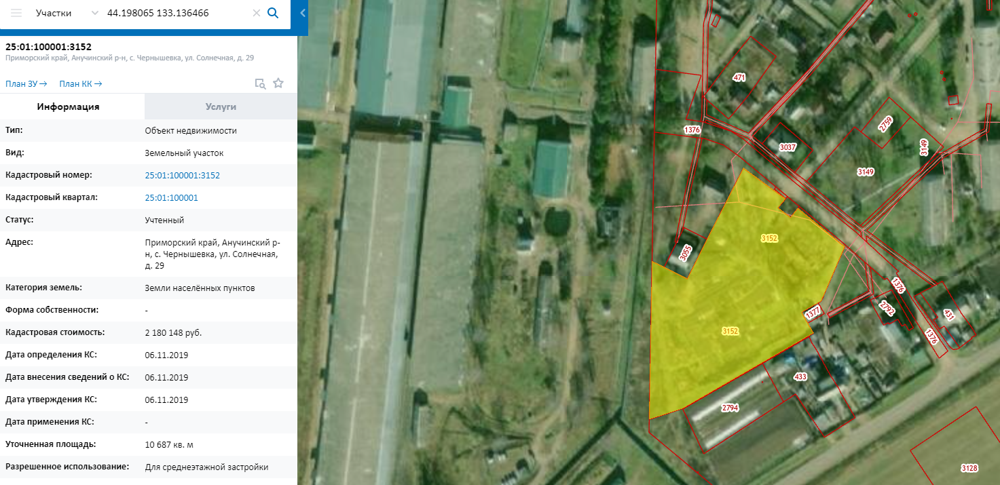 Участки 44.198065 133.136466
25:01:100001:3152
Приморский край, Анучинский р-н, с. Чернышевка, ул. Солнечная, д. 29
План ЗУ→ План КК→
Информация Услуги
Тип: Объект недвижимости
Вид: Земельный участок
Кадастровый номер: 25:01:100001:3152
Кадастровый квартал: 25:01:100001
Статус: Учтенный
Адрес: Приморский край, Анучинский р-
н, с. Чернышевка, ул. Солнечная,
д. 29
Категория земель: Земли населённых пунктов
Форма собственности: -
Кадастровая стоимость: 2 180 148 руб.
Дата определения КС: 06.11.2019
Дата внесения сведений о КС: 06.11.2019
Дата утверждения КС: 06.11.2019
Дата применения КС: -
Уточненная площадь: 10 687 кв. м
Разрешенное использование: Для среднеэтажной застройки
471
1376
2759
3037
3149
3149
3152
3055
1376
2792
1377
431
3152
1376
433
2794
3128